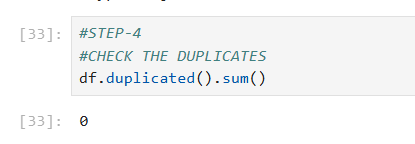 [33]: #STEP-4
#CHECK THE DUPLICATES
df.duplicated().sum()
[33]: 0